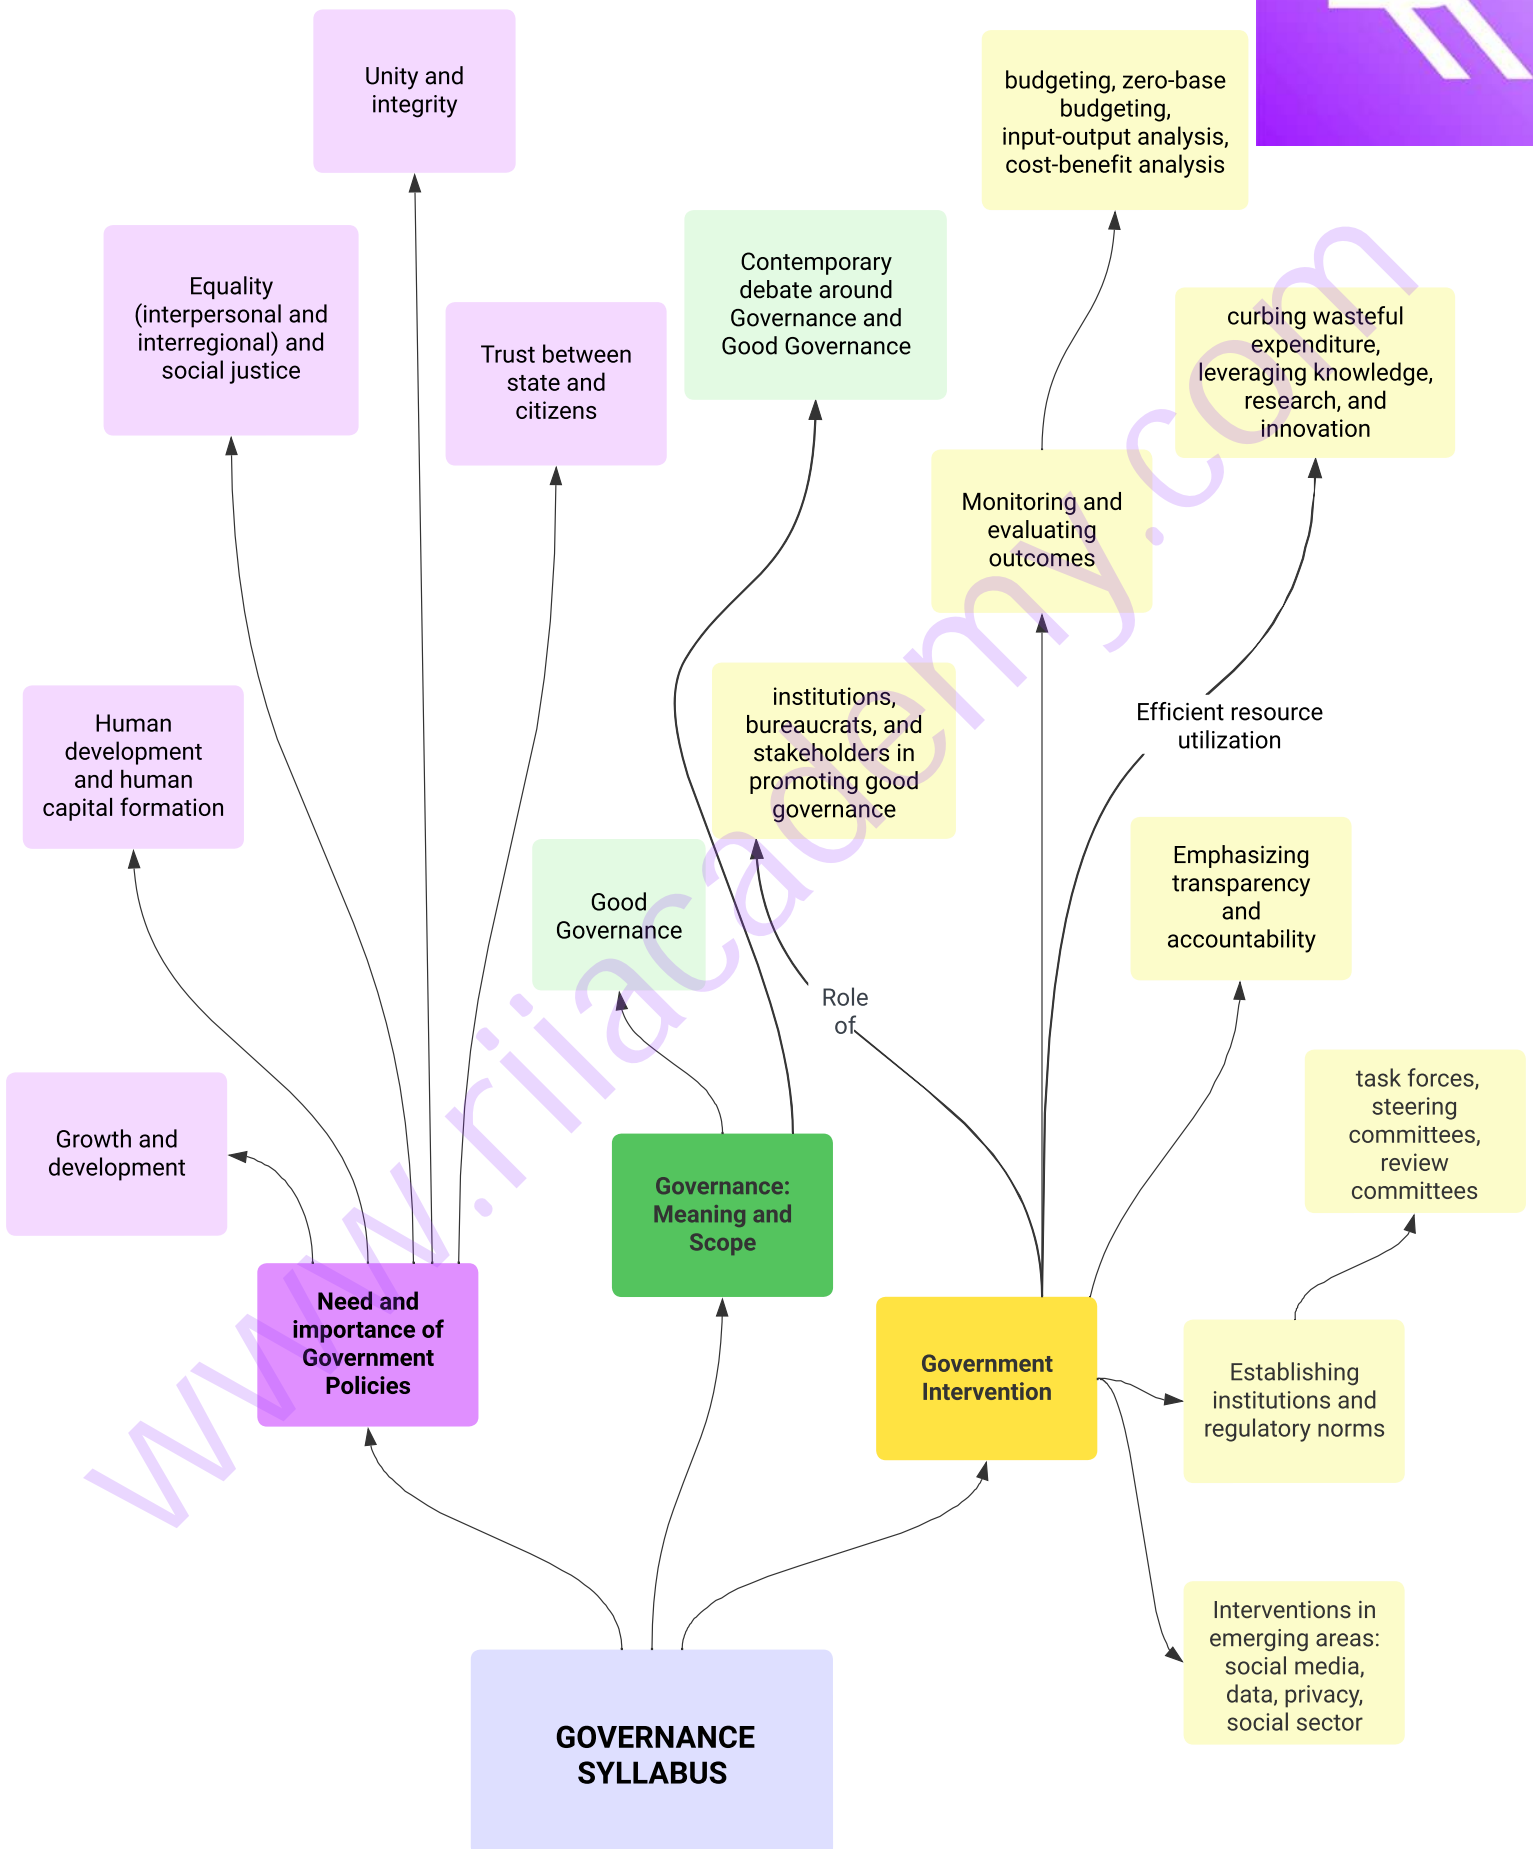 Unity and
integrity
budgeting, zero-base
budgeting,
input-output analysis,
cost-benefit analysis
Equality
(interpersonal and
interregional) and
social justice
Trust between
state and
citizens
Contemporary
debate around
Governance and
Good Governance
curbing wasteful
expenditure,
leveraging knowledge,
research, and
innovation
Monitoring and
evaluating
outcomes
Human
development
and human
capital formation
institutions,
bureaucrats, and
stakeholders in
promoting good
governance
Efficient resource
utilization
Emphasizing
transparency
and
accountability
Good
Governance
Role
of
Growth and
development
task forces,
steering
committees,
review
committees
Governance:
Meaning and
Scope
Need and
importance of
Government
Policies
Government
Intervention
Establishing
institutions and
regulatory norms
Interventions in
emerging areas:
social media,
data, privacy,
social sector
GOVERNANCE
SYLLABUS
www.riiacademy.com